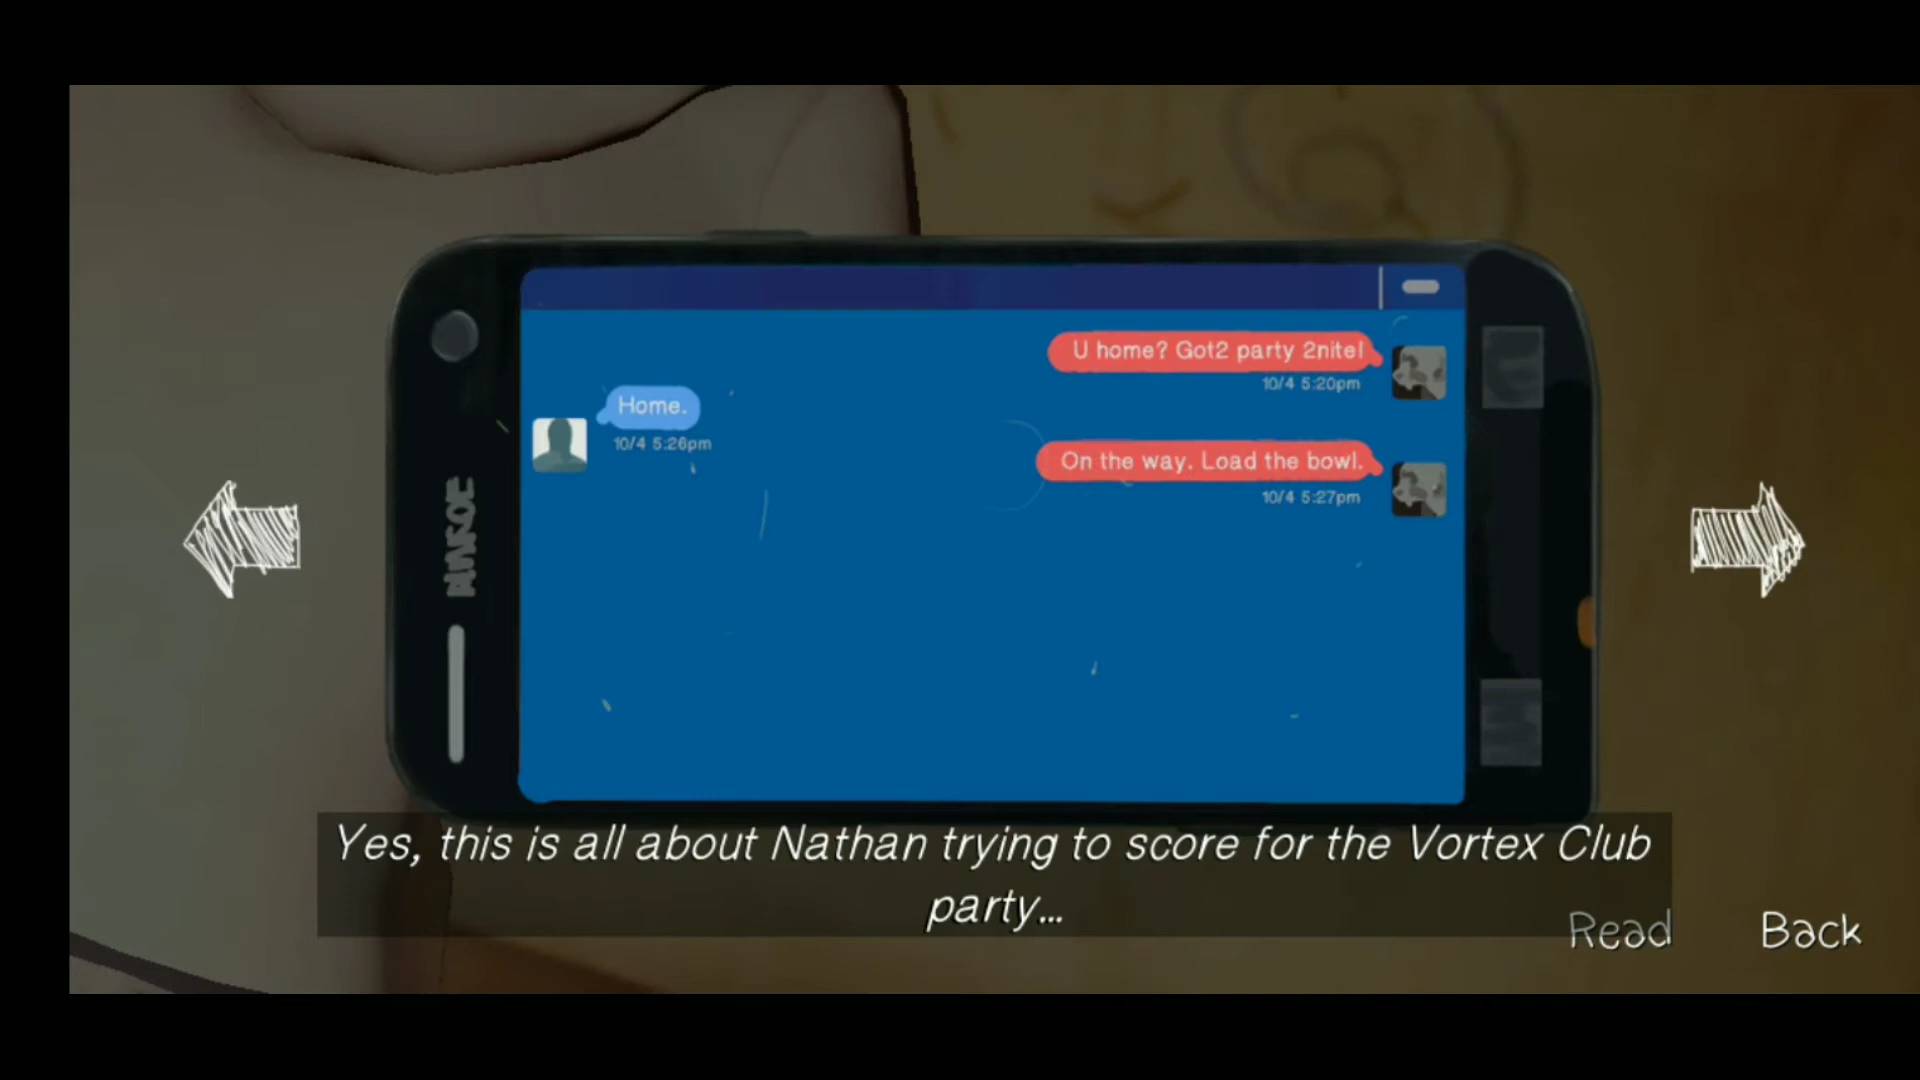 U home? Got2 party 2nite!
10/4 5:20pm
Home.
10/4 5:26pm
On the way. Load the bowl.
10/4 5:27pm
Yes, this is all about Nathan trying to score for the Vortex Club
party...
Read
Back